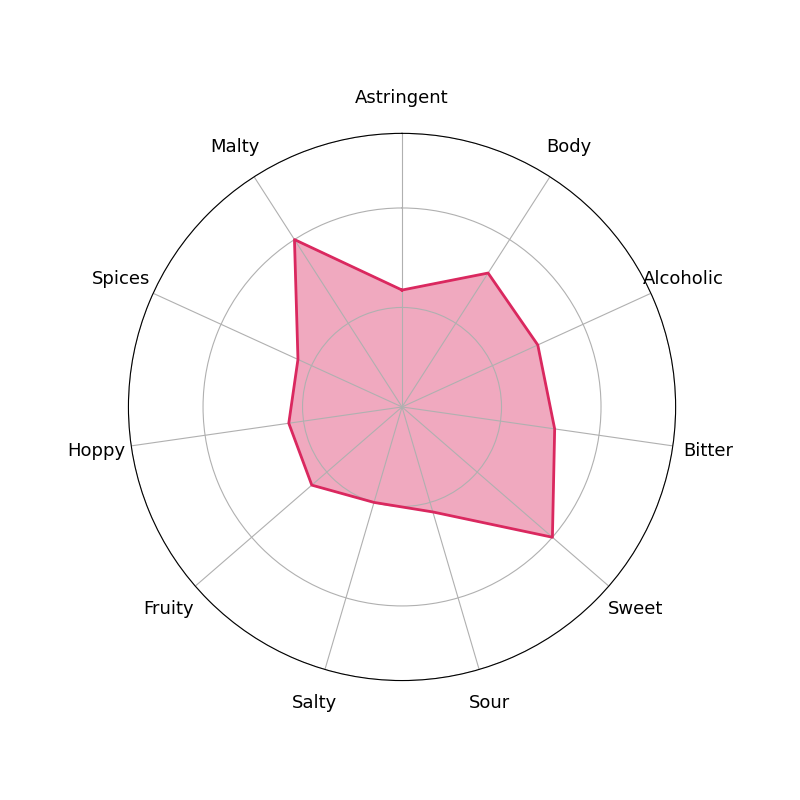 Astringent
Malty
Body
Spices
Alcoholic
Hoppy
Bitter
Fruity
Sweet
Salty
Sour